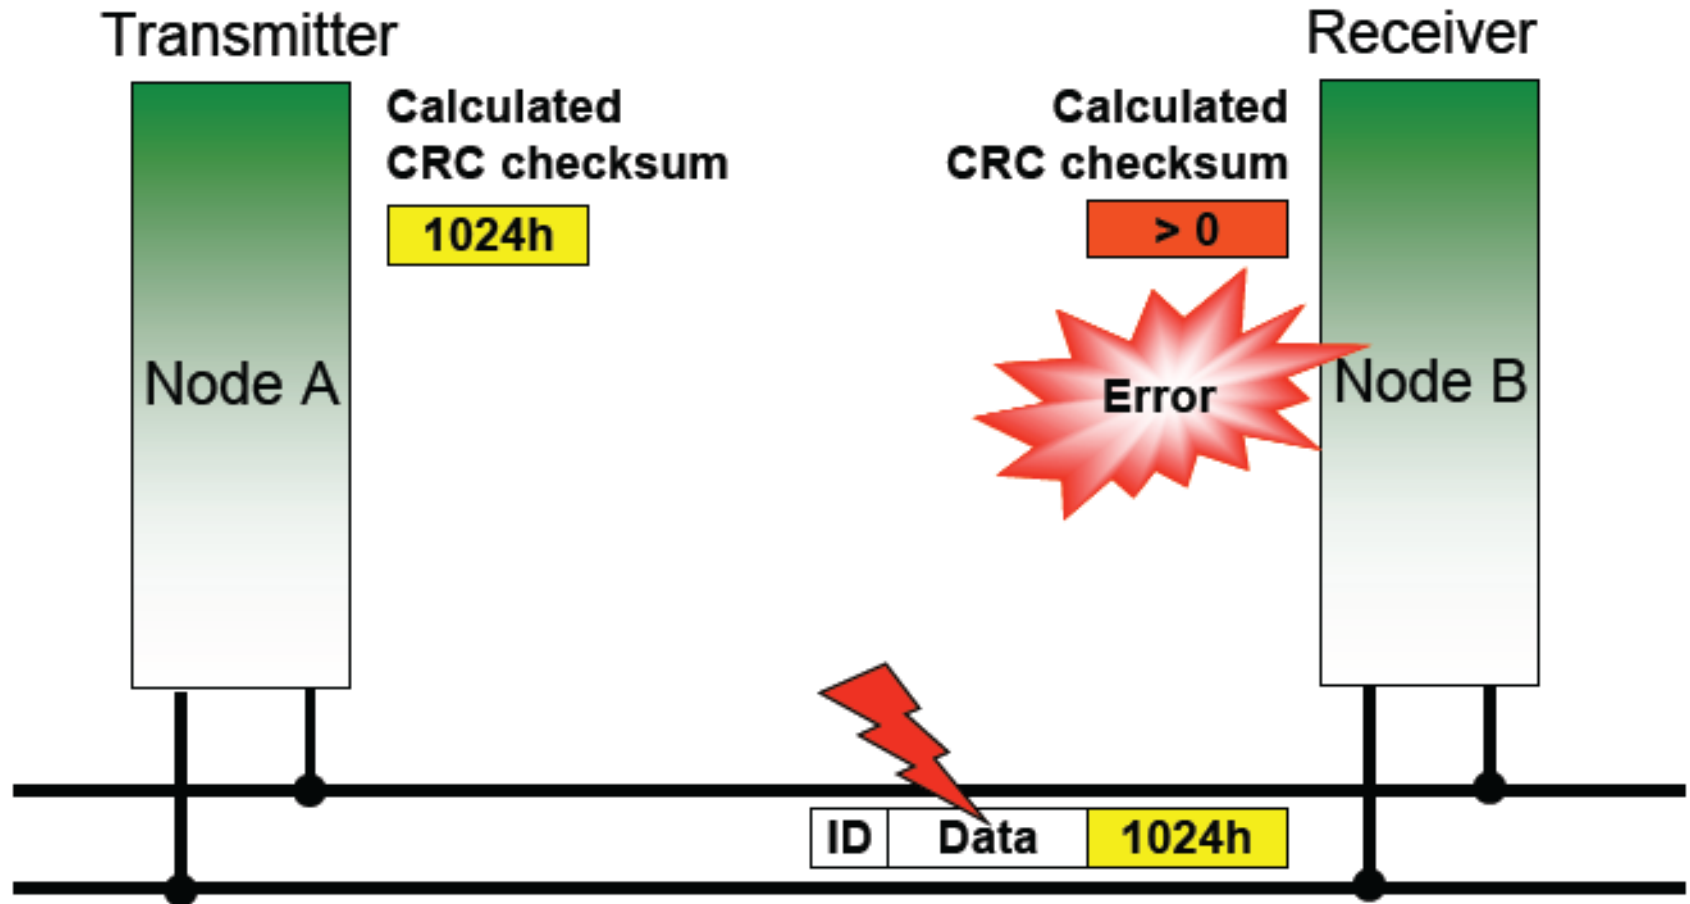 Transmitter
Receiver
Calculated
CRC checksum
1024h
Calculated
CRC checksum
> 0
Error
Node A
Node B
ID
Data
1024h